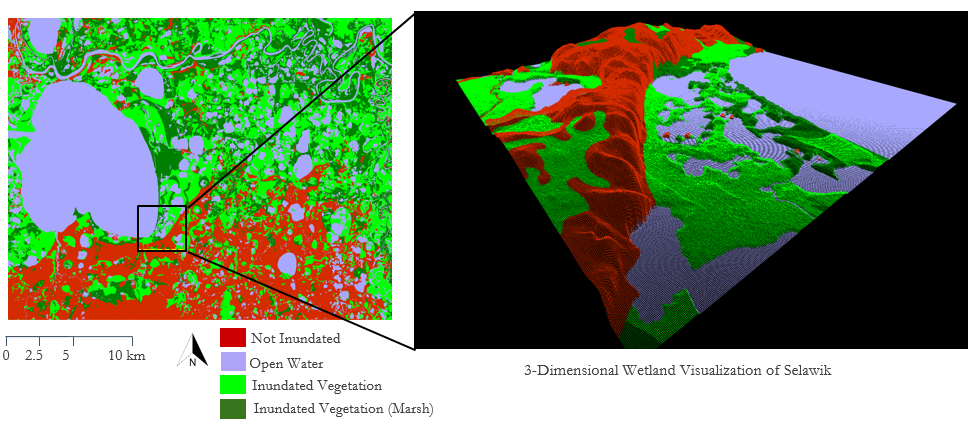 0 2.5 5 10 km
N
Not Inundated
Open Water
Inundated Vegetation
Inundated Vegetation (Marsh)
3-Dimensional Wetland Visualization of Selawik